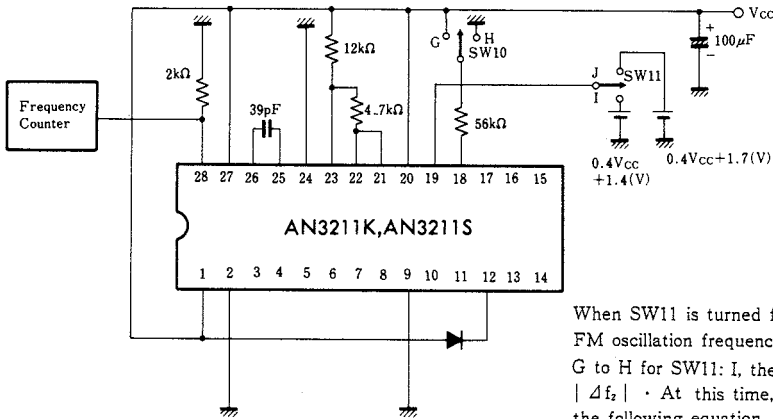 Vcc
G
H
SW10
100μF
+
−
2kΩ
12kΩ
J
SW11
I
Frequency
Counter
39pF
4.7kΩ
56kΩ
0.4Vcc
+1.4(V)
0.4Vcc+1.7(V)
28 27 26 25 24 23 22 21 20 19 18 17 16 15
AN3211K,AN3211S
1 2 3 4 5 6 7 8 9 10 11 12 13 14
When SW11 is turned f
FM oscillation frequenc
G to H for SW11: I, the
| Δf₂ | · At this time,
the following equation